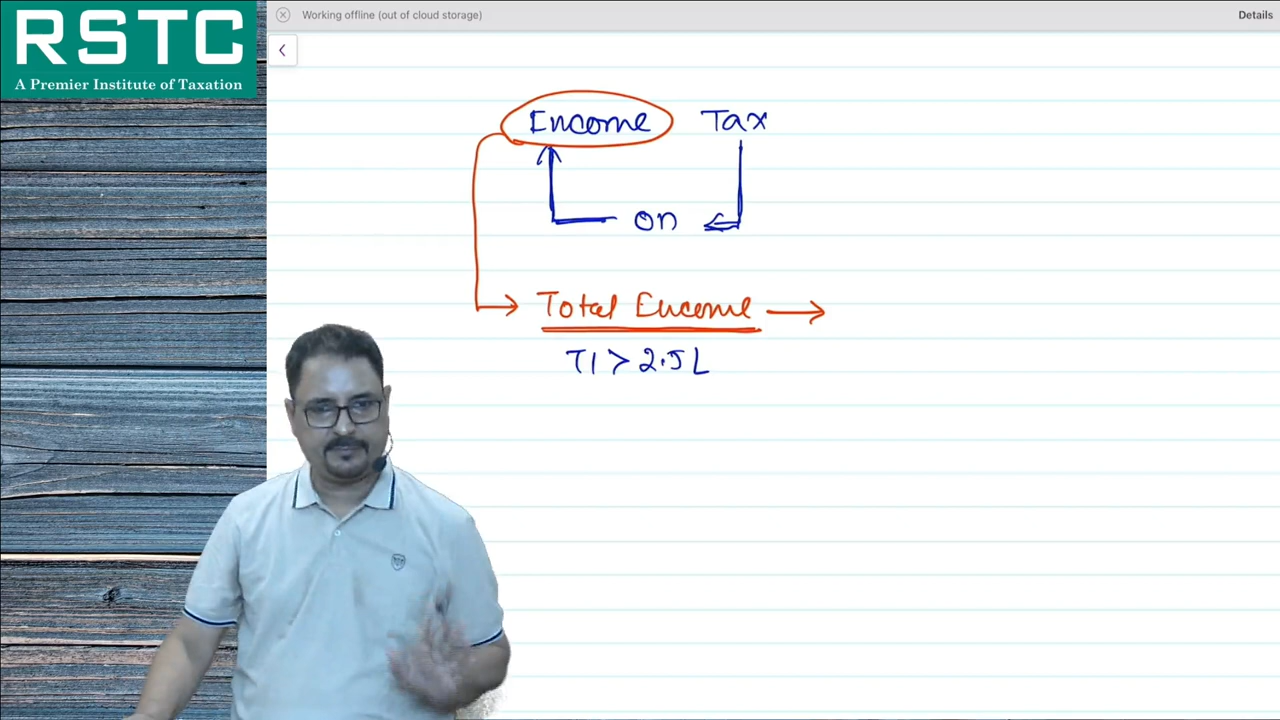 RSTC
A Premier Institute of Taxation
Working offline (out of cloud storage)
Details
Income Tax
on
Total Income
TI > 2.5 L